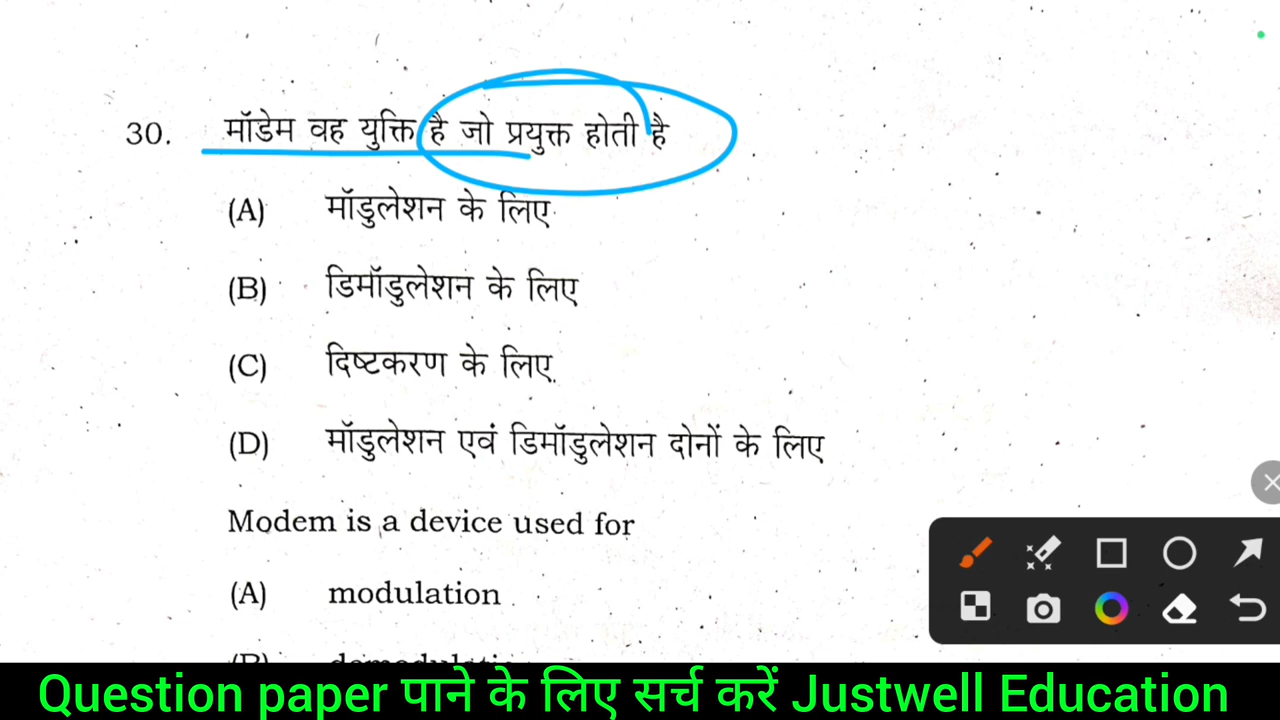 30. मॉडेम वह युक्ति है जो प्रयुक्त होती है
(A) मॉडुलेशन के लिए
(B) डिमॉडुलेशन के लिए
(C) दिष्टकरण के लिए
(D) मॉडुलेशन एवं डिमॉडुलेशन दोनों के लिए
Modem is a device used for
(A) modulation
Question paper पाने के लिए सर्च करें Justwell Education